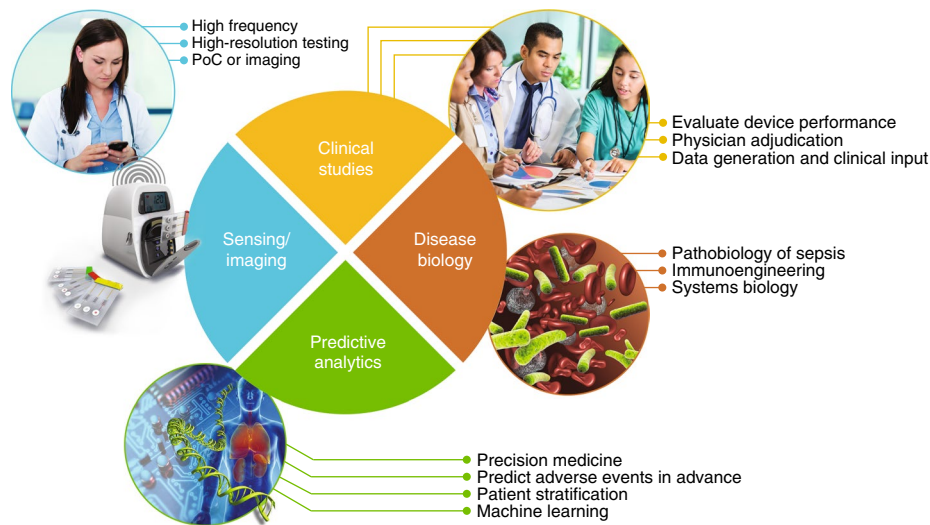 High frequency
High-resolution testing
PoC or imaging
Clinical
studies
Evaluate device performance
Physician adjudication
Data generation and clinical input
Sensing/
imaging
Disease
biology
Pathobiology of sepsis
Immunoengineering
Systems biology
Predictive
analytics
Precision medicine
Predict adverse events in advance
Patient stratification
Machine learning